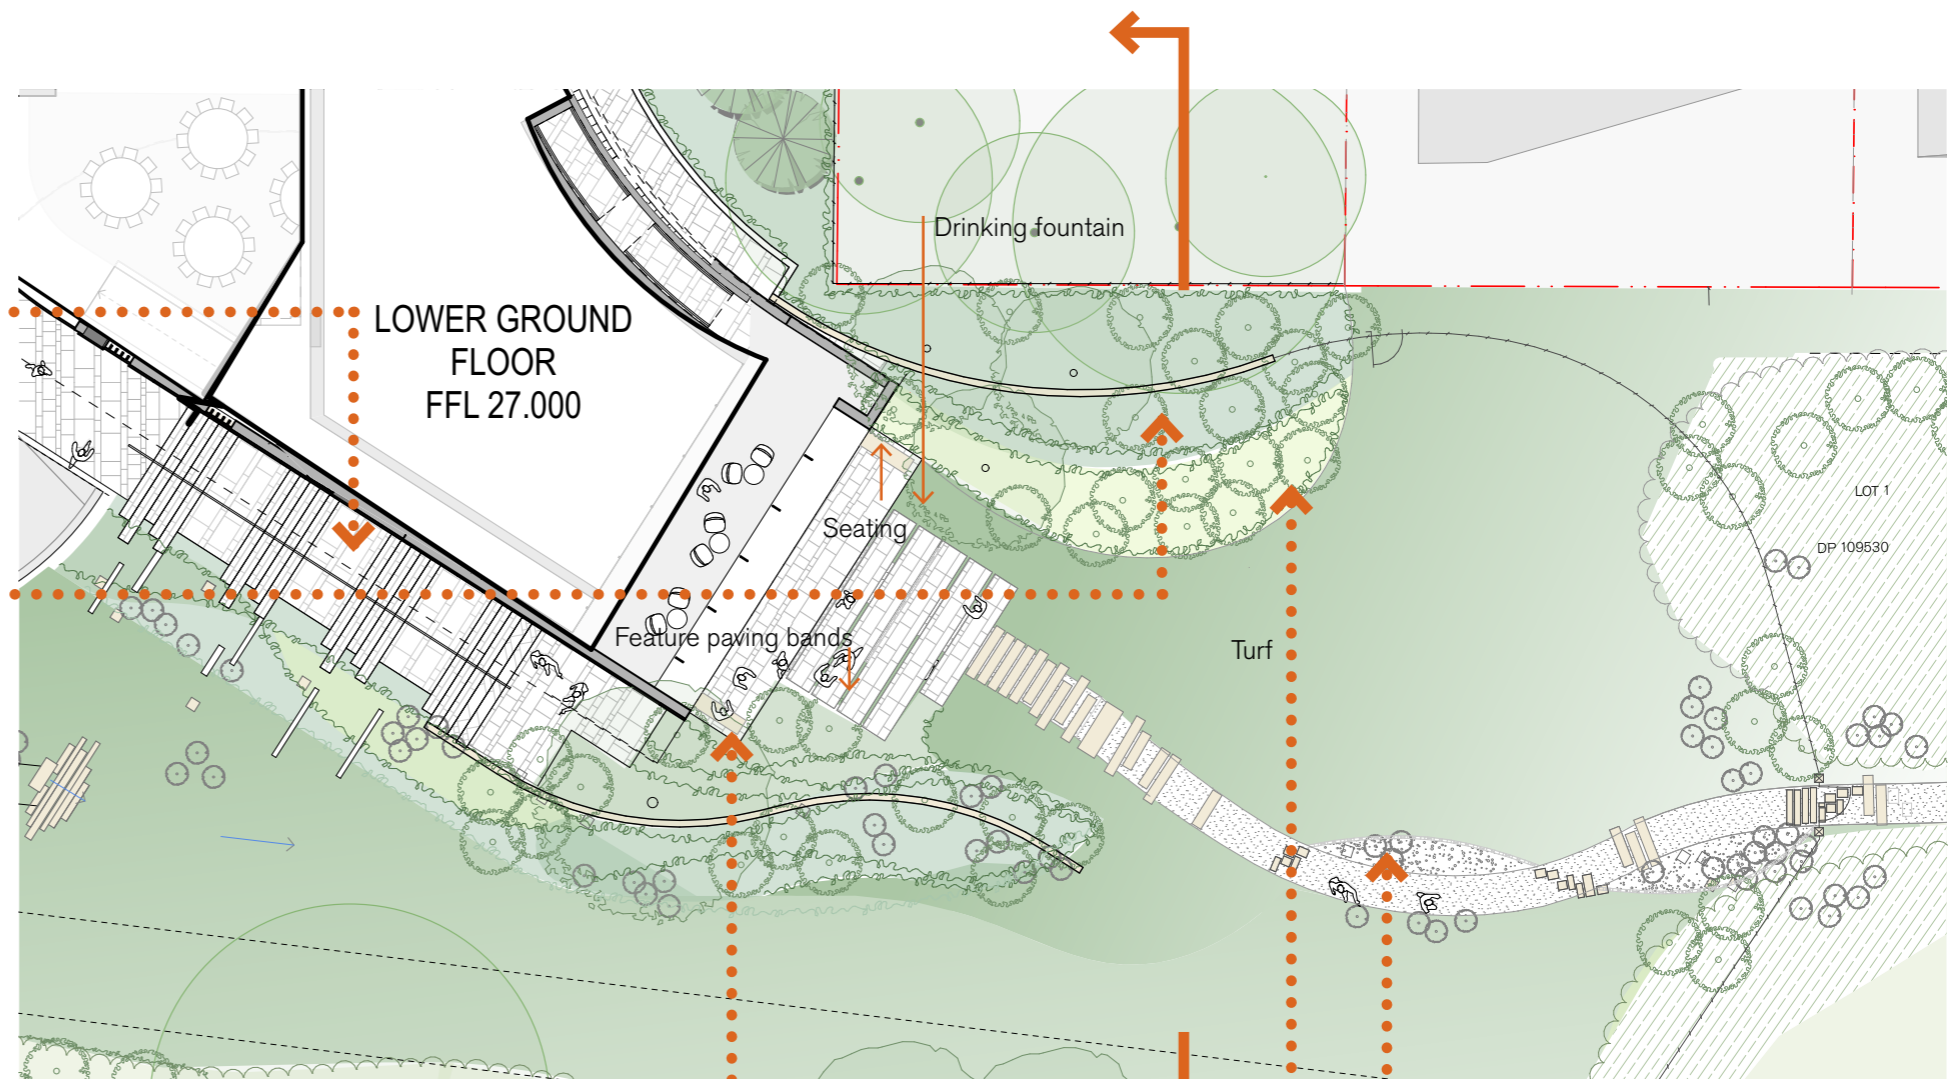 Drinking fountain
LOWER GROUND
FLOOR
FFL 27.000
LOT 1
Seating
DP 109530
Feature paving bands
Turf